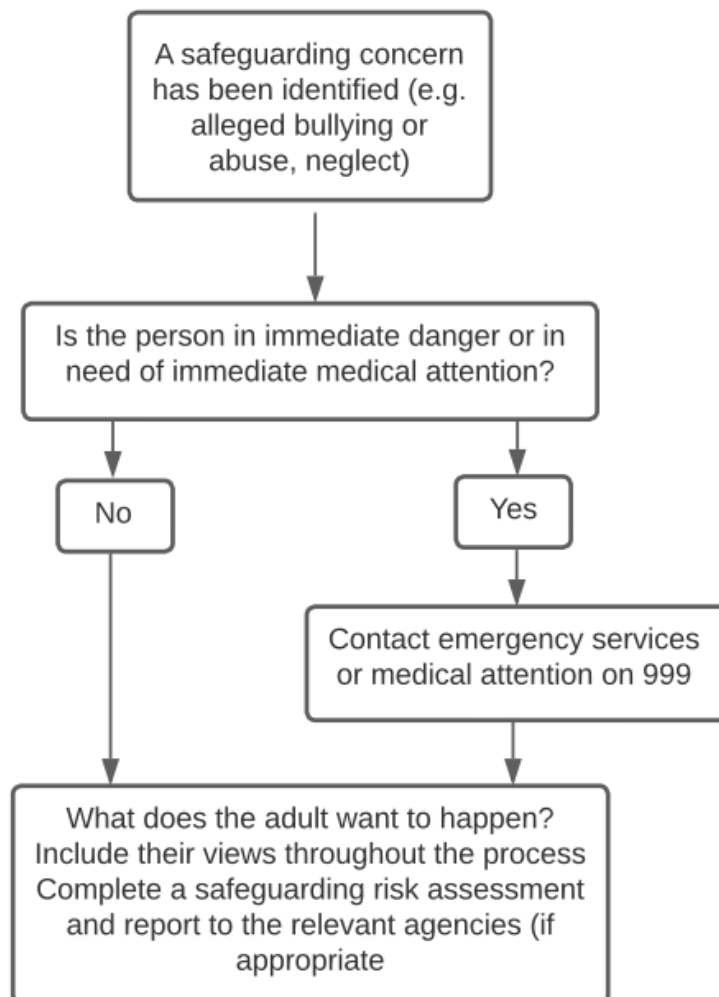 A safeguarding concern
has been identified (e.g.
alleged bullying or
abuse, neglect)
Is the person in immediate danger or in
need of immediate medical attention?
No
Yes
Contact emergency services
or medical attention on 999
What does the adult want to happen?
Include their views throughout the process
Complete a safeguarding risk assessment
and report to the relevant agencies (if
appropriate